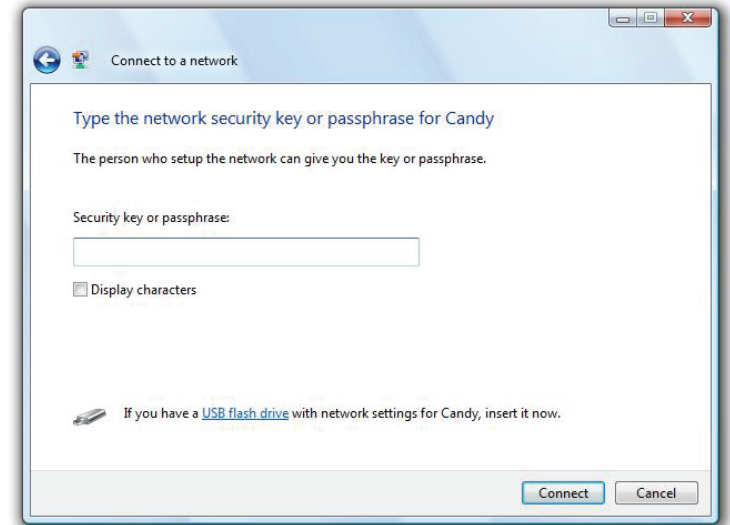 Connect to a network
Type the network security key or passphrase for Candy
The person who setup the network can give you the key or passphrase.
Security key or passphrase:
Display characters
If you have a USB flash drive with network settings for Candy, insert it now.
Connect Cancel